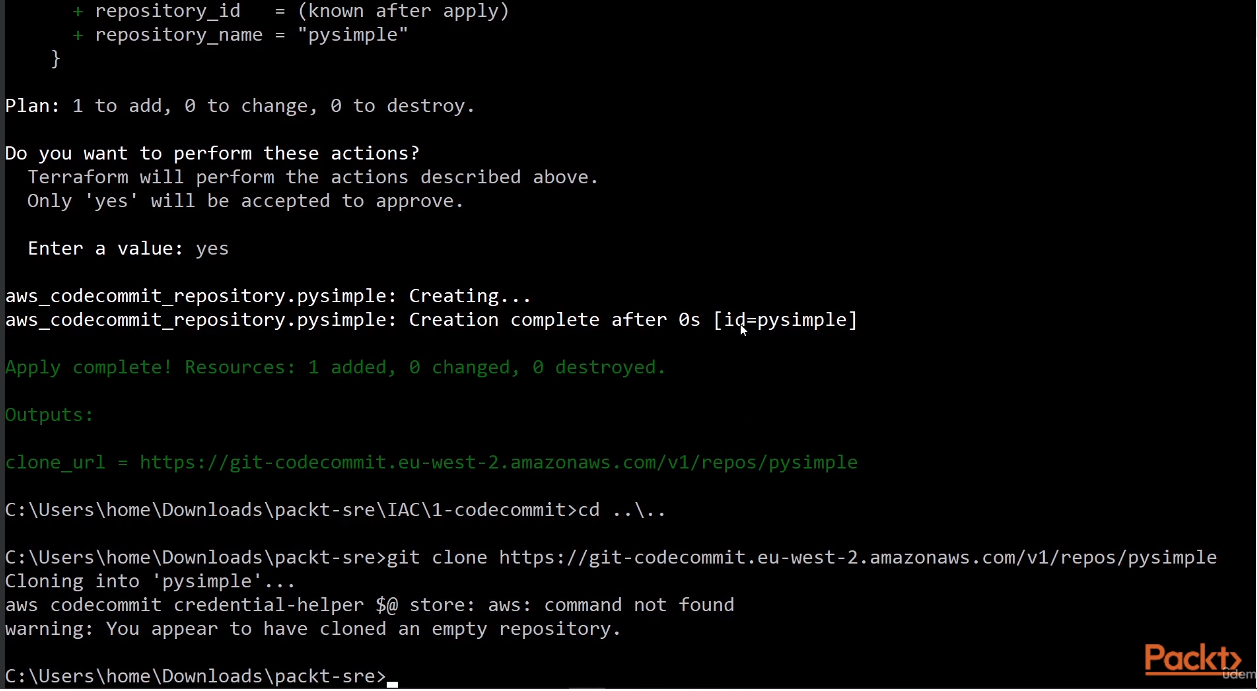 + repository_id   = (known after apply)
+ repository_name = "pysimple"
}
Plan: 1 to add, 0 to change, 0 to destroy.
Do you want to perform these actions?
Terraform will perform the actions described above.
Only 'yes' will be accepted to approve.
Enter a value: yes
aws_codecommit_repository.pysimple: Creating...
aws_codecommit_repository.pysimple: Creation complete after 0s [id=pysimple]
Apply complete! Resources: 1 added, 0 changed, 0 destroyed.
Outputs:
clone_url = https://git-codecommit.eu-west-2.amazonaws.com/v1/repos/pysimple
C:\Users\home\Downloads\packt-sre\IAC\1-codecommit>cd ..\..
C:\Users\home\Downloads\packt-sre>git clone https://git-codecommit.eu-west-2.amazonaws.com/v1/repos/pysimple
Cloning into 'pysimple'...
aws codecommit credential-helper $@ store: aws: command not found
warning: You appear to have cloned an empty repository.
C:\Users\home\Downloads\packt-sre>
Packt>